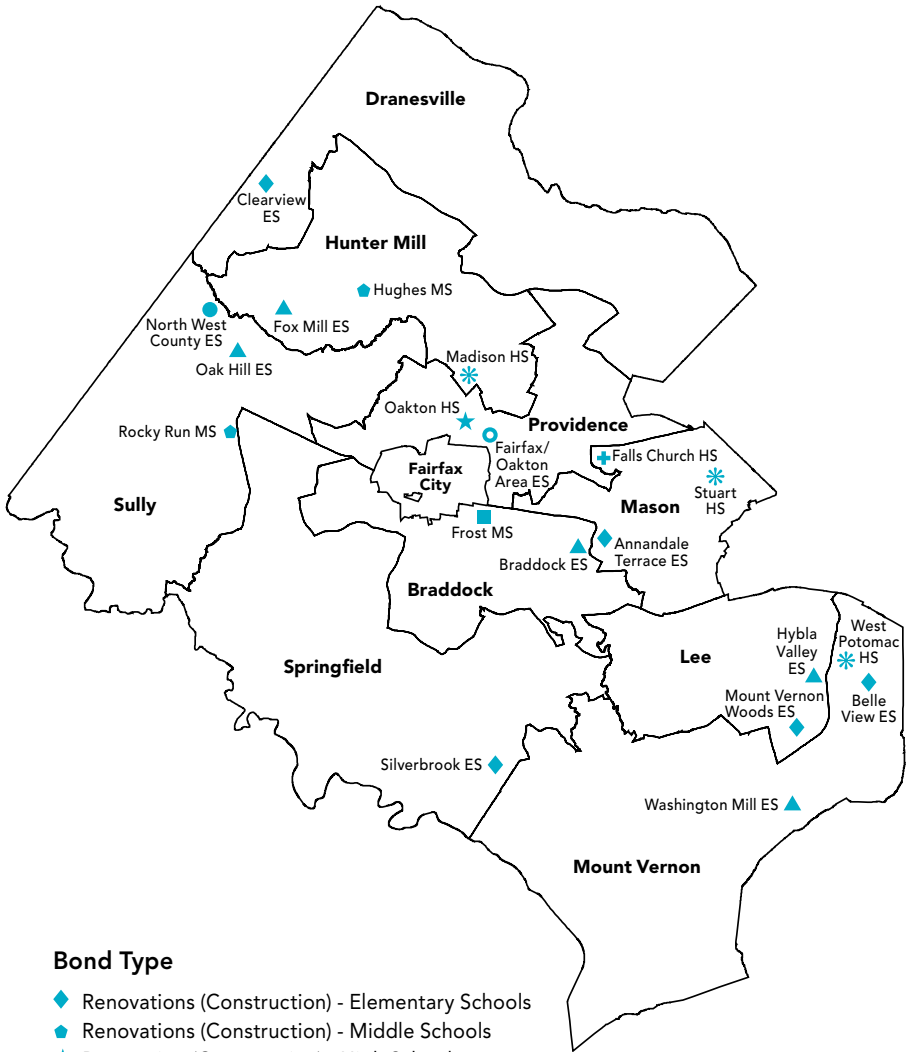 Dranesville
Clearview
ES
Hunter Mill
Hughes MS
North West
County ES
Fox Mill ES
Oak Hill ES
Madison HS
Oakton HS
Rocky Run MS
Providence
Fairfax/
Oakton
Area ES
Falls Church HS
Fairfax
City
Stuart
HS
Sully
Mason
Frost MS
Braddock ES
Annandale
Terrace ES
Braddock
Springfield
Lee
Hybla
Valley
ES
West
Potomac
HS
Mount Vernon
Woods ES
Belle
View ES
Silverbrook ES
Washington Mill ES
Mount Vernon
Bond Type
Renovations (Construction) - Elementary Schools
Renovations (Construction) - Middle Schools